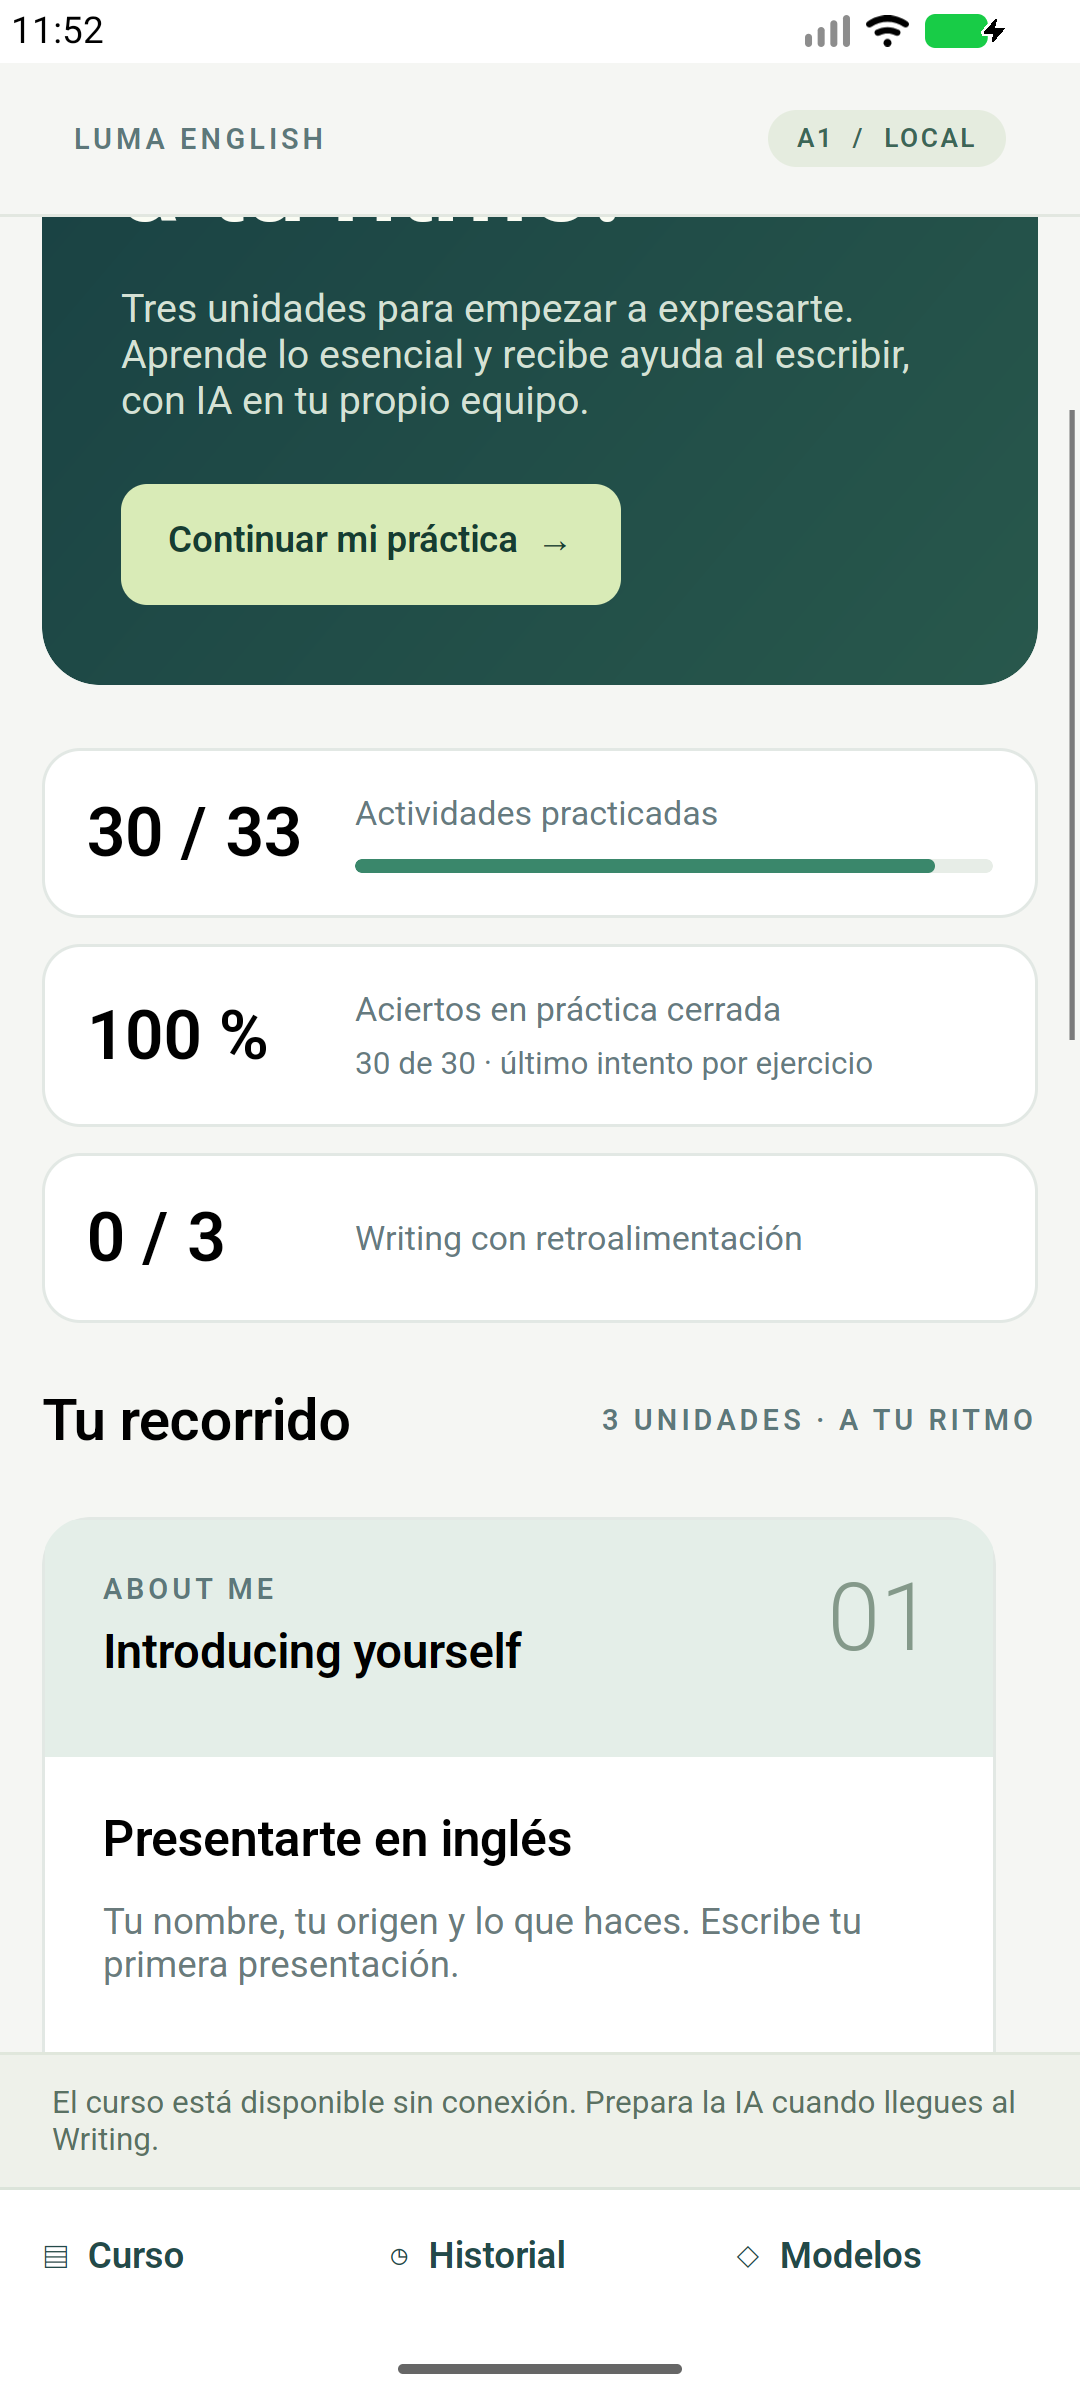 11:52
LUMA ENGLISH
A1 / LOCAL
Tres unidades para empezar a expresarte.
Aprende lo esencial y recibe ayuda al escribir,
con IA en tu propio equipo.
Continuar mi práctica →
30 / 33
Actividades practicadas
100 %
Aciertos en práctica cerrada
30 de 30 · último intento por ejercicio
0 / 3
Writing con retroalimentación
Tu recorrido
3 UNIDADES · A TU RITMO
ABOUT ME
01
Introducing yourself
Presentarte en inglés
Tu nombre, tu origen y lo que haces. Escribe tu
primera presentación.
El curso está disponible sin conexión. Prepara la IA cuando llegues al
Writing.
Curso
Historial
Modelos